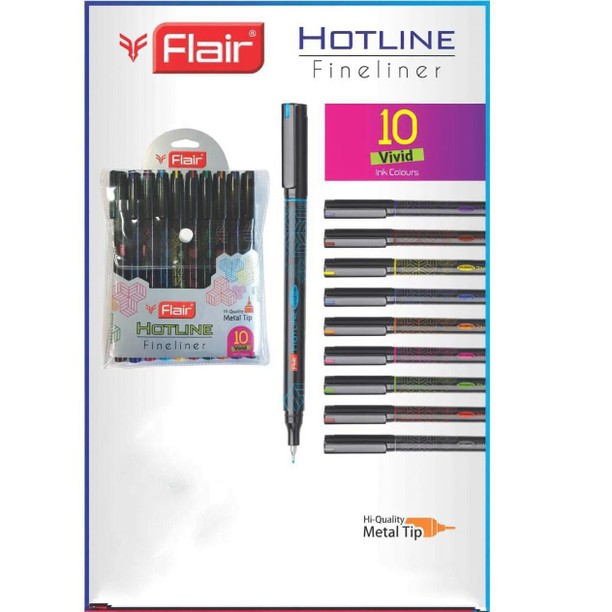 Flair®
HOTLINE
Fineliner
10
Vivid
Ink Colours
Flair
Flair
Hi-Quality
Metal Tip
HOTLINE
Fineliner
10
Vivid
Flair
Hi-Quality
Metal Tip